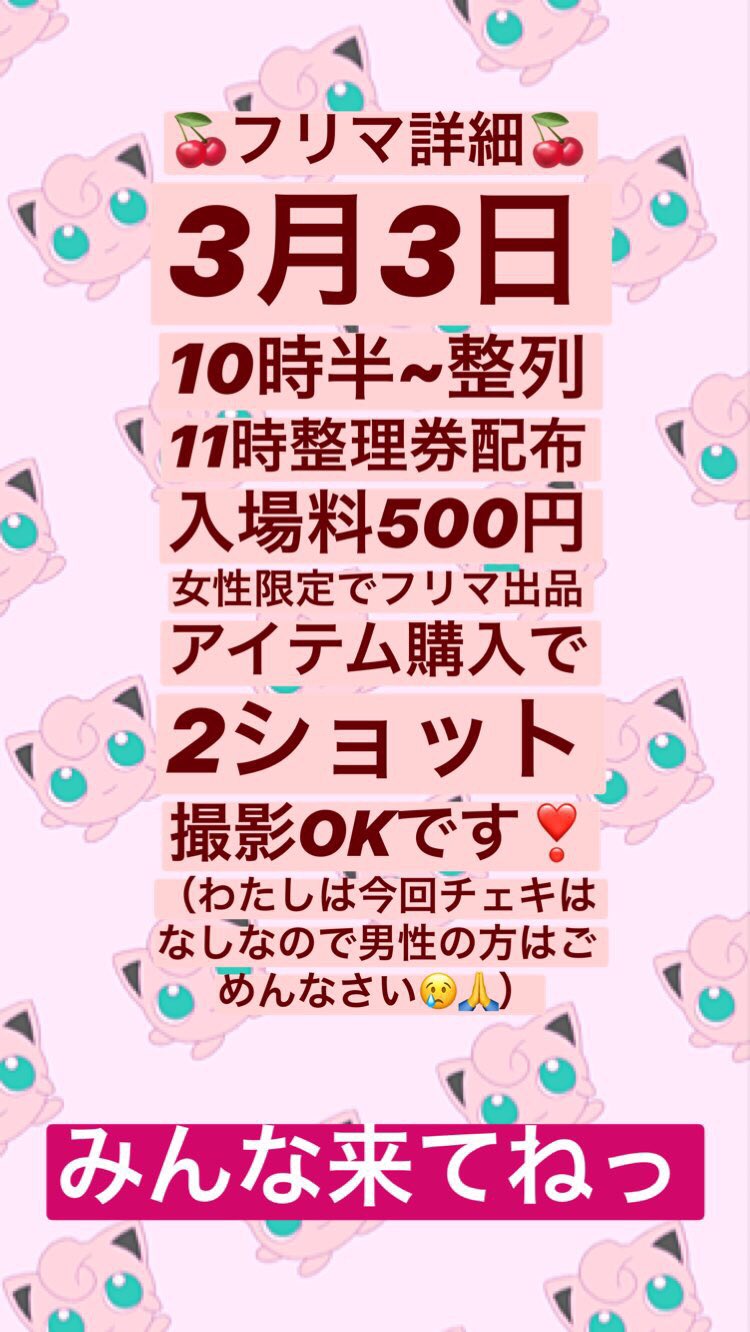 🍒フリマ詳細🍒
3月3日
10時半~整列
11時整理券配布
入場料500円
女性限定でフリマ出品
アイテム購入で
2ショット
撮影OKです❣️
（わたしは今回チェキは
なしなので男性の方はご
めんなさい😢🙏）
みんな来てねっ